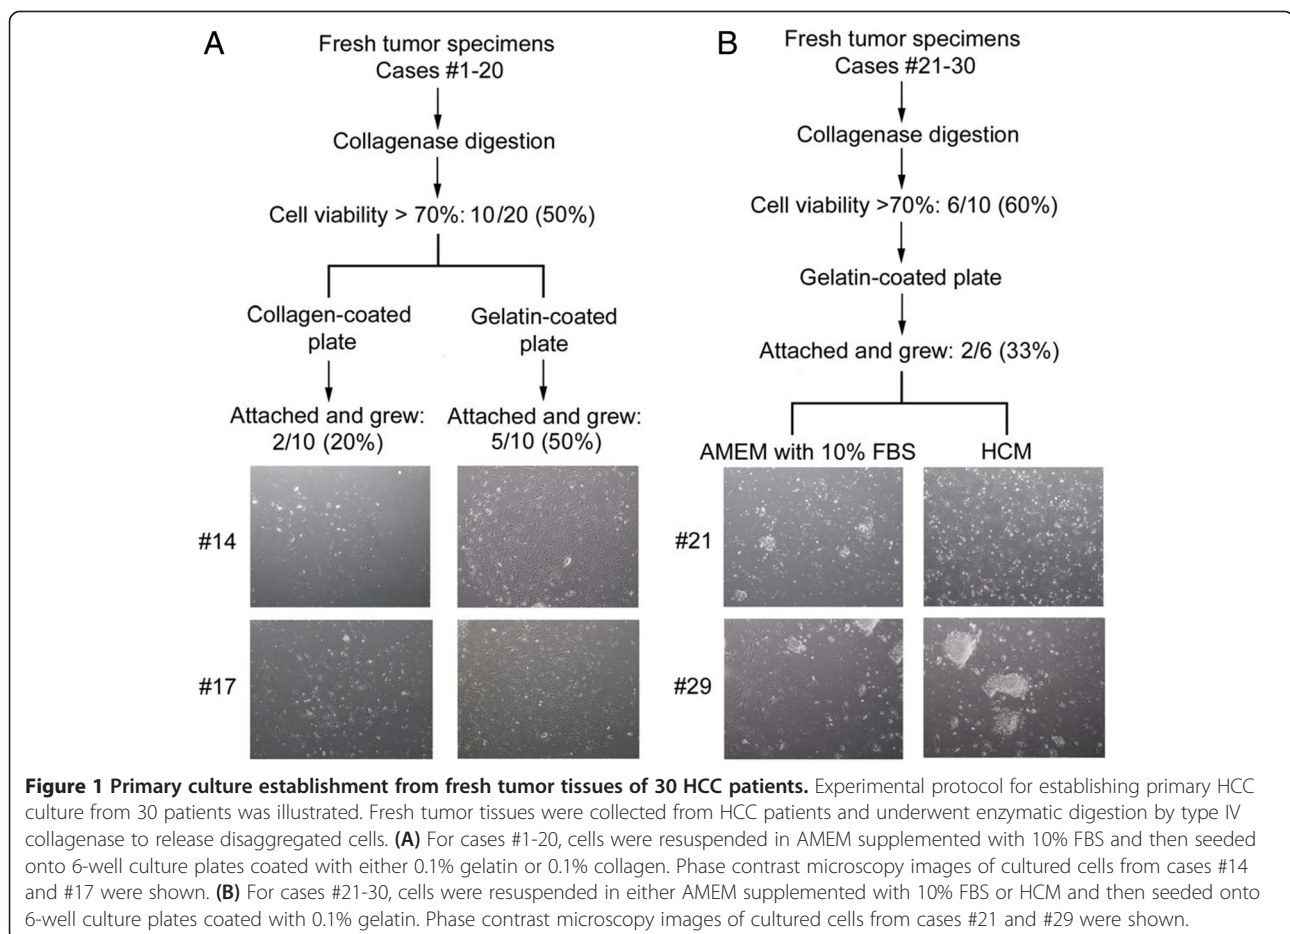 A
Fresh tumor specimens
Cases #1-20
Collagenase digestion
Cell viability > 70%: 10/20 (50%)
Collagen-coated
plate
Gelatin-coated
plate
Attached and grew:
2/10 (20%)
Attached and grew:
5/10 (50%)
#14
#17
B
Fresh tumor specimens
Cases #21-30
Collagenase digestion
Cell viability >70%: 6/10 (60%)
Gelatin-coated plate
Attached and grew: 2/6 (33%)
AMEM with 10% FBS
HCM
#21
#29
Figure 1 Primary culture establishment from fresh tumor tissues of 30 HCC patients. Experimental protocol for establishing primary HCC
culture from 30 patients was illustrated. Fresh tumor tissues were collected from HCC patients and underwent enzymatic digestion by type IV
collagenase to release disaggregated cells. (A) For cases #1-20, cells were resuspended in AMEM supplemented with 10% FBS and then seeded
onto 6-well culture plates coated with either 0.1% gelatin or 0.1% collagen. Phase contrast microscopy images of cultured cells from cases #14
and #17 were shown. (B) For cases #21-30, cells were resuspended in either AMEM supplemented with 10% FBS or HCM and then seeded onto
6-well culture plates coated with 0.1% gelatin. Phase contrast microscopy images of cultured cells from cases #21 and #29 were shown.